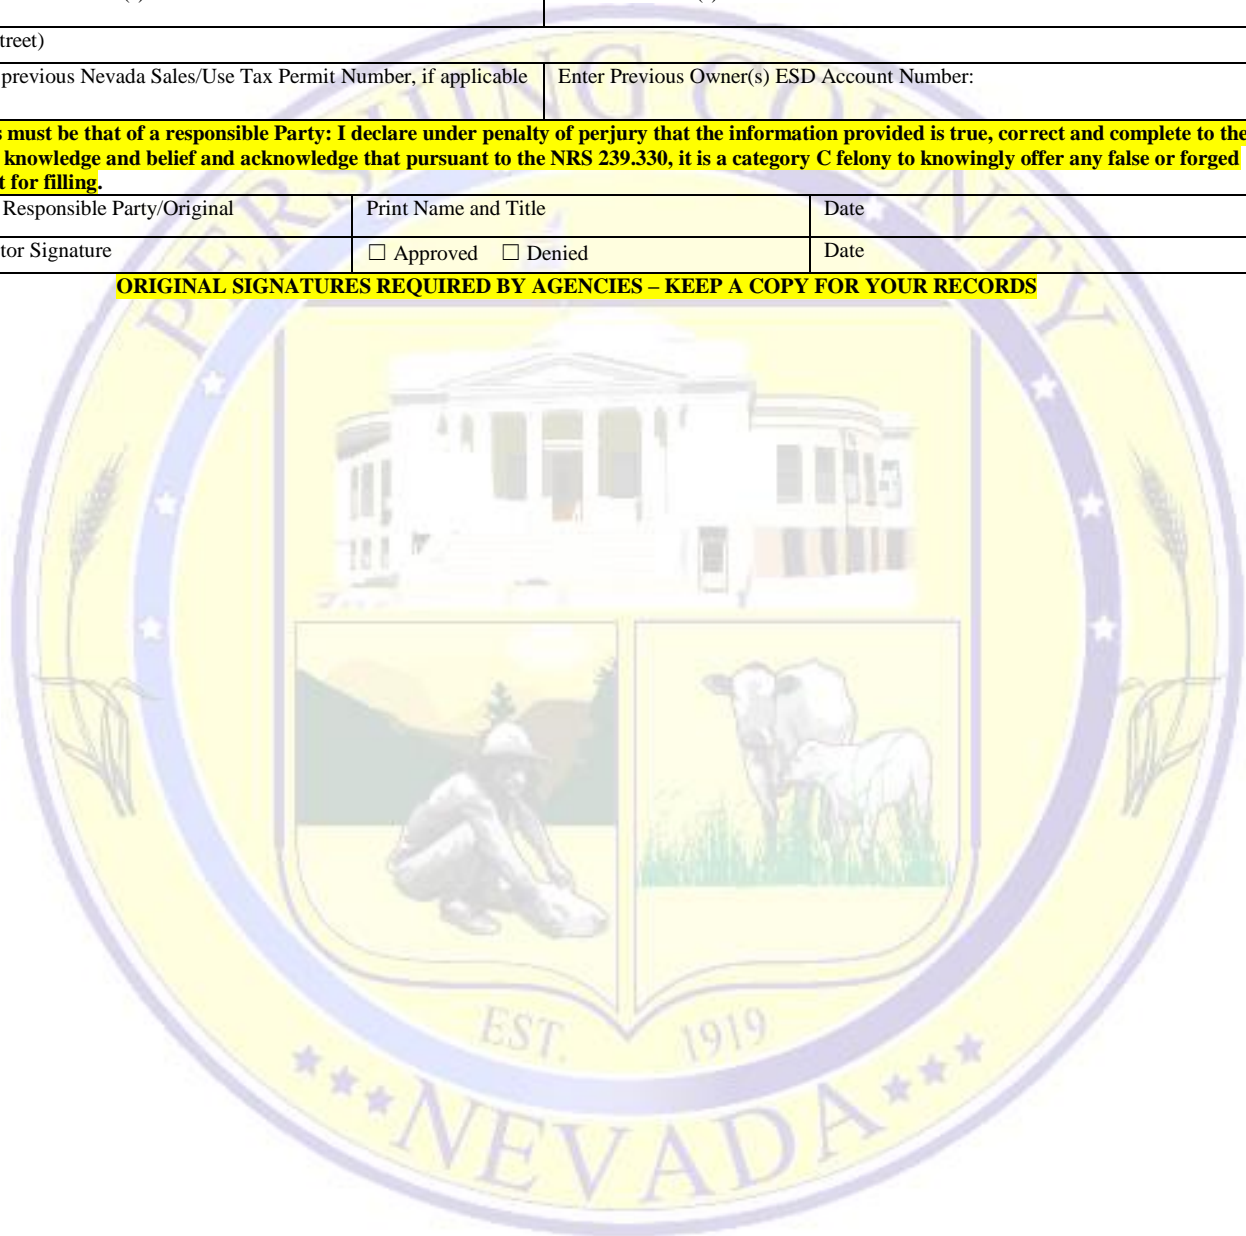 treet)
previous Nevada Sales/Use Tax Permit Number, if applicable
Enter Previous Owner(s) ESD Account Number:
s must be that of a responsible Party: I declare under penalty of perjury that the information provided is true, correct and complete to the
knowledge and belief and acknowledge that pursuant to the NRS 239.330, it is a category C felony to knowingly offer any false or forged
t for filling.
Responsible Party/Original
Print Name and Title
Date
tor Signature
☐ Approved ☐ Denied
Date
ORIGINAL SIGNATURES REQUIRED BY AGENCIES – KEEP A COPY FOR YOUR RECORDS
PERSHING COUNTY
EST. 1919
NEVADA